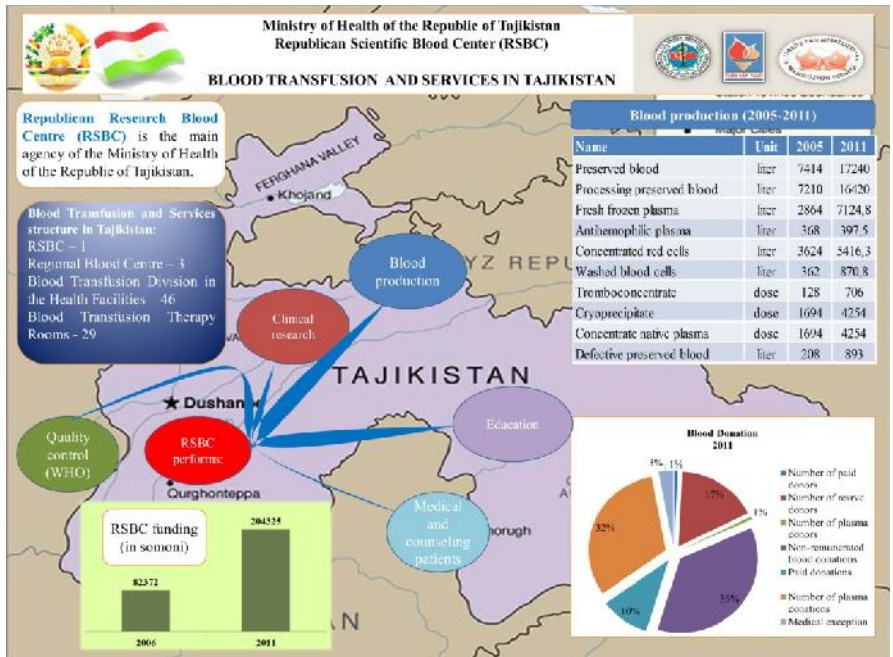 Ministry of Health of the Republic of Tajikistan
Republican Scientific Blood Center (RSBC)
BLOOD TRANSFUSION AND SERVICES IN TAJIKISTAN
Republican Research Blood
Centre (RSBC) is the main
agency of the Ministry of Health
of the Republic of Tajikistan.
Blood Transfusion and Services
structure in Tajikistan:
RSBC – 1
Regional Blood Centre – 3
Blood Transfusion Division in
the Health Facilities 46
Blood Transfusion Therapy
Rooms - 29
FERGHANA VALLEY
Khojand
YZ REPU
Major Cities
Blood production (2005-2011)
Name Unit 2005 2011
Preserved blood liter 7414 17240
Processing preserved blood liter 7210 16420
Fresh frozen plasma liter 2864 7124,8
Antihemophilic plasma liter 368 397,5
Concentrated red cells liter 3624 5416,3
Washed blood cells liter 362 870,8
Tromboconcentrate dose 128 706
Cryoprecipitate dose 1694 4254
Concentrate native plasma dose 1694 4254
Defective preserved blood liter 208 893
Blood
production
Clinical
research
TAJIKISTAN
Dushan
Quality
control
(WHO)
RSBC
performs:
Education
Qurghonteppa
Medical
and
counseling
patients
horugh
RSBC funding
(in somoni)
82372
204325
2006
2011
Blood Donation
2011
3%
1%
17%
1%
36%
10%
32%
Number of paid
donors
Number of resrve
donors
Number of plasma
donors
Non-remunerated
blood donations
Paid donations
Number of plasma
donations
Medical exception